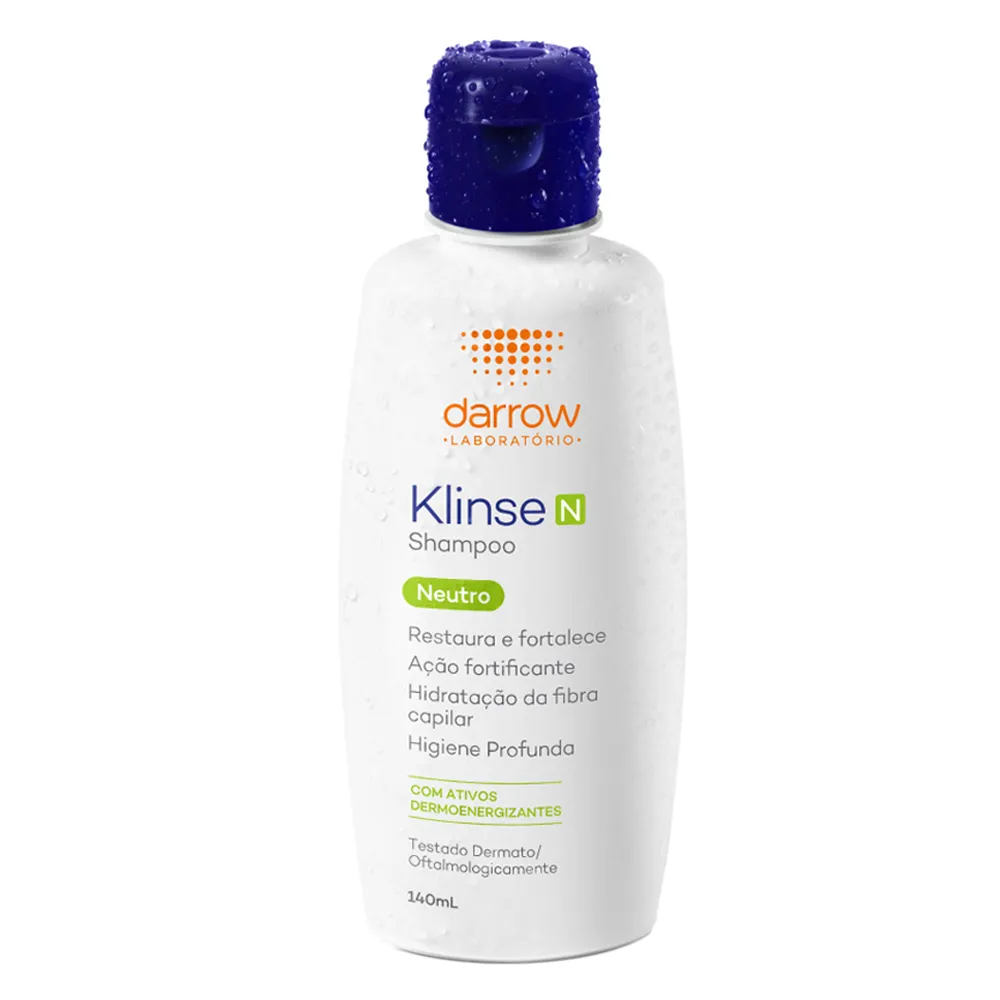 darrow
•LABORATÓRIO•
Klinse N
Shampoo
Neutro
Restaura e fortalece
Ação fortificante
Hidratação da fibra
capilar
Higiene Profunda
COM ATIVOS
DERMOENERGIZANTES
Testado Dermato/
Oftalmologicamente
140mL